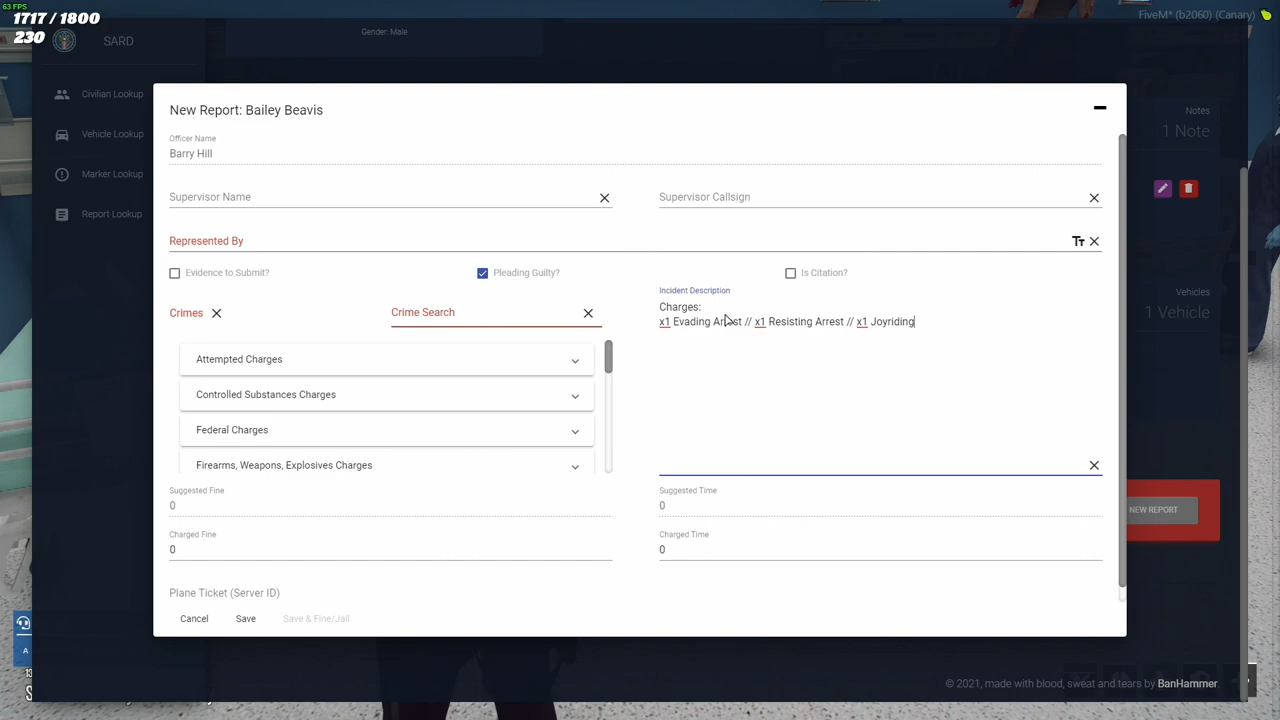 63 FPS
1717 / 1800
230
FiveM* (b2060) (Canary)
SARD
Gender: Male
Civilian Lookup
Vehicle Lookup
Marker Lookup
Report Lookup
Notes
1 Note
Vehicles
1 Vehicle
NEW REPORT
New Report: Bailey Beavis
Officer Name
Barry Hill
Supervisor Name
Supervisor Callsign
Represented By
Tт
Evidence to Submit?
Pleading Guilty?
Is Citation?
Crimes
Crime Search
Attempted Charges
Controlled Substances Charges
Federal Charges
Firearms, Weapons, Explosives Charges
Incident Description
Charges:
x1 Evading Arrest // x1 Resisting Arrest // x1 Joyriding
Suggested Fine
0
Suggested Time
0
Charged Fine
0
Charged Time
0
Plane Ticket (Server ID)
Cancel
Save
Save & Fine/Jail
A
© 2021, made with blood, sweat and tears by BanHammer.